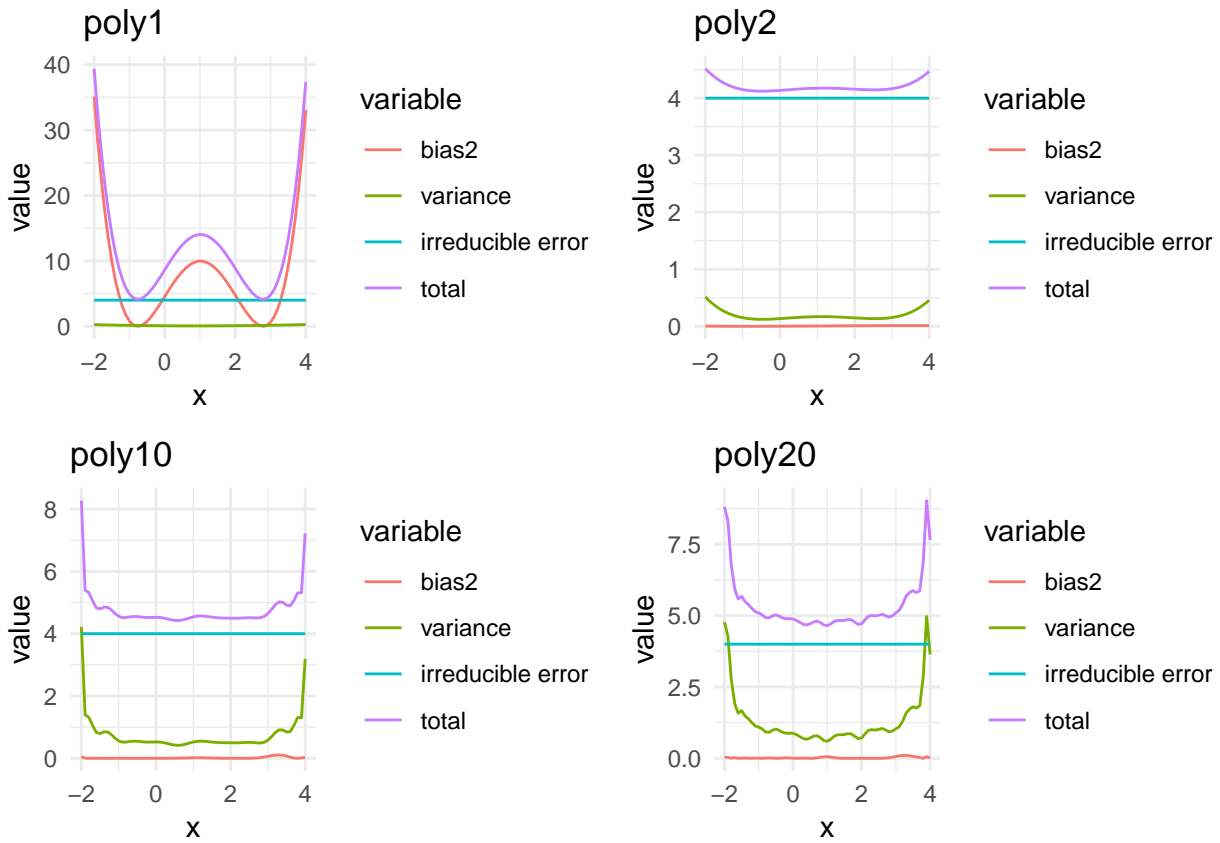 poly1
value
40
30
20
10
0
−2
0
2
4
x
variable
bias2
variance
irreducible error
total
poly2
value
4
3
2
1
0
−2
0
2
4
x
variable
bias2
variance
irreducible error
total
poly10
value
8
6
4
2
0
−2
0
2
4
x
variable
bias2
variance
irreducible error
total
poly20
value
7.5
5.0
2.5
0.0
−2
0
2
4
x
variable
bias2
variance
irreducible error
total